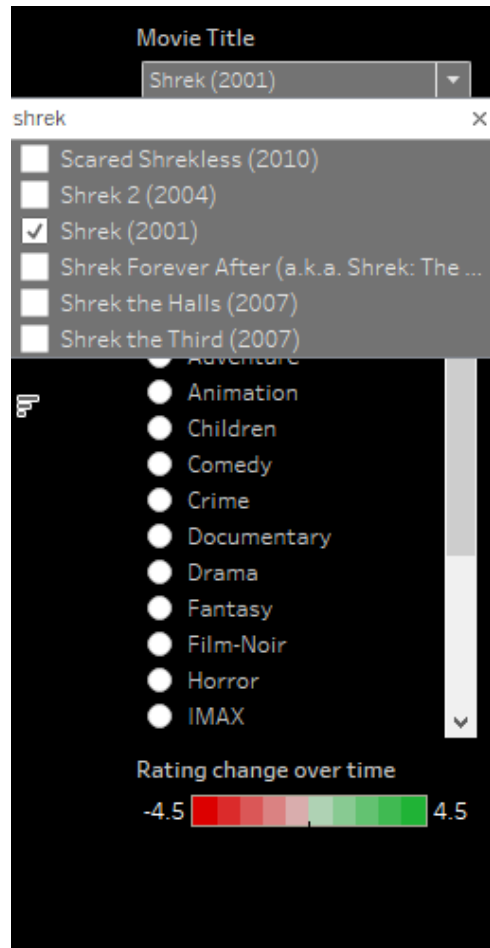 Movie Title
Shrek (2001)
shrek
Scared Shrekless (2010)
Shrek 2 (2004)
Shrek (2001)
Shrek Forever After (a.k.a. Shrek: The ...
Shrek the Halls (2007)
Shrek the Third (2007)
Adventure
Animation
Children
Comedy
Crime
Documentary
Drama
Fantasy
Film-Noir
Horror
IMAX
Rating change over time
-4.5 4.5